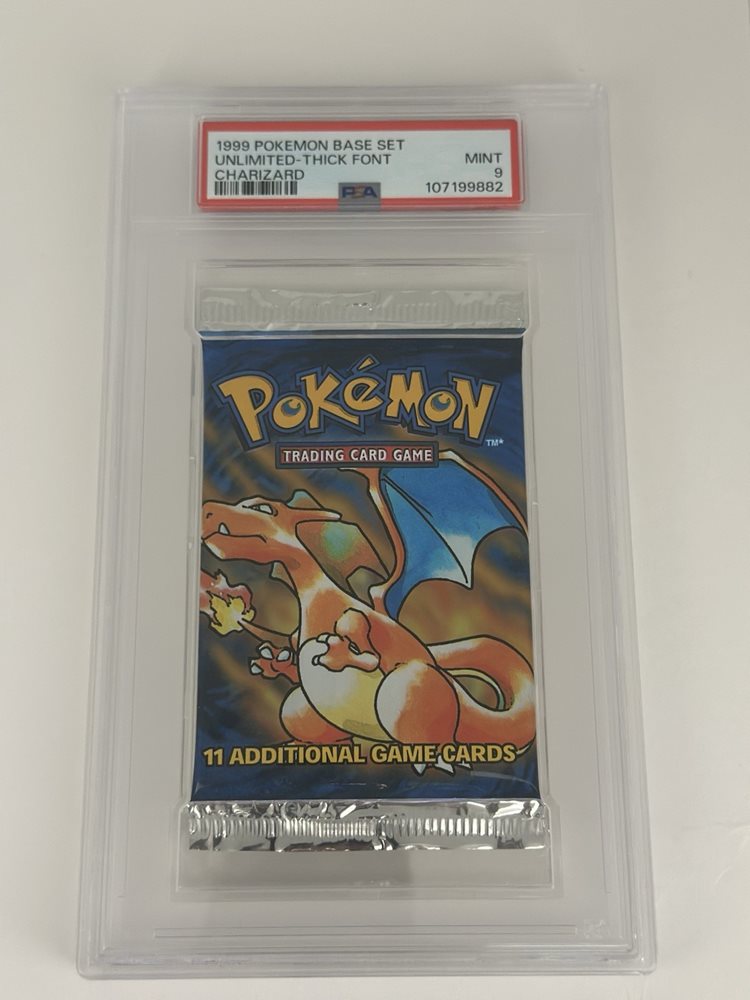 1999 POKEMON BASE SET
UNLIMITED-THICK FONT MINT
CHARIZARD 9
PSA 107199882
POKéMON
TM*
TRADING CARD GAME
11 ADDITIONAL GAME CARDS